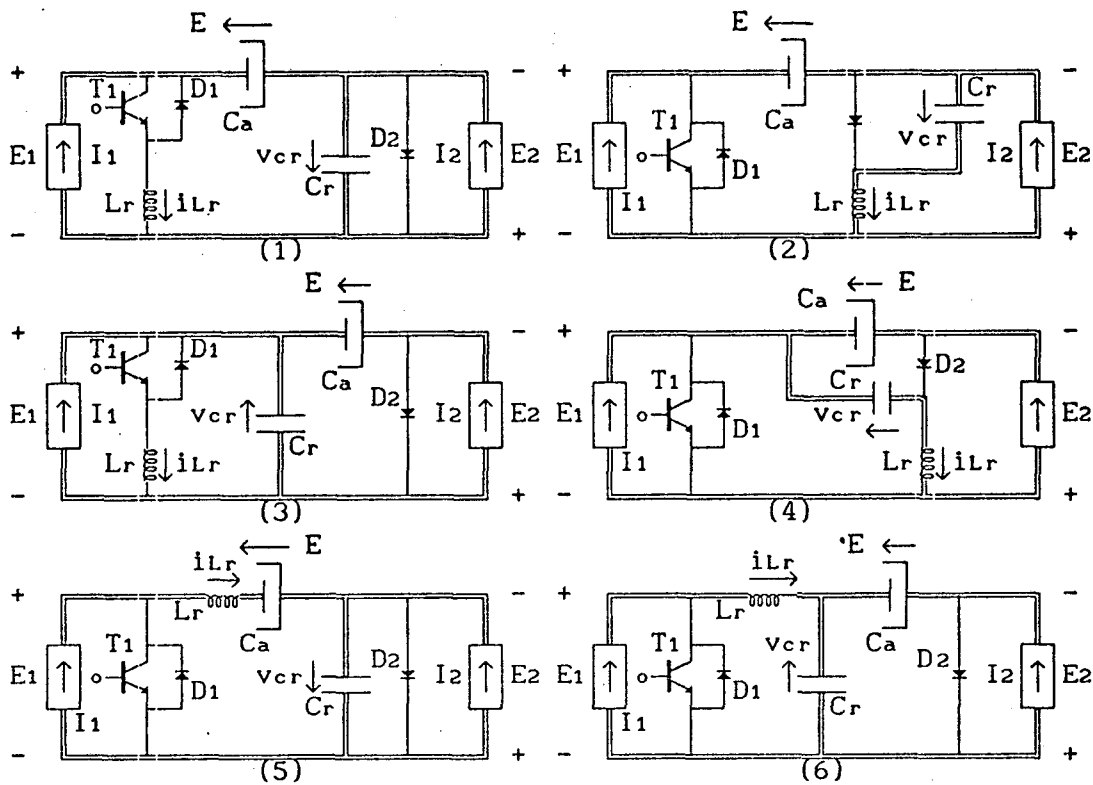 E
+
T1
D1
Ca
-
E1
I1
vcr
D2
I2
E2
Cr
Lr
iLr
-
+
(1)
E
+
Ca
Cr
-
E1
T1
vcr
I2
E2
I1
D1
Lr
iLr
-
+
(2)
E
+
T1
D1
Ca
-
E1
I1
vcr
D2
I2
E2
Cr
Lr
iLr
-
+
(3)
Ca
E
+
-
T1
Cr
D2
E1
vcr
E2
I1
D1
Lr
iLr
-
+
(4)
E
iLr
+
Lr
-
T1
Ca
E1
vcr
D2
I2
E2
D1
Cr
I1
-
+
(5)
E
iLr
+
Lr
-
T1
vcr
Ca
D2
E1
I2
E2
D1
Cr
I1
-
+
(6)